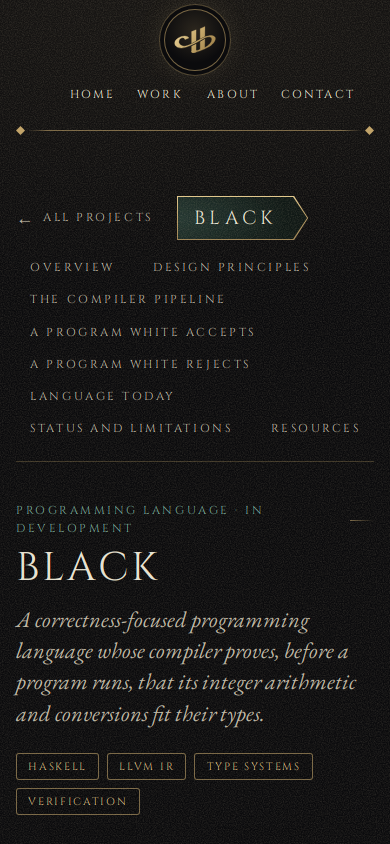 HOME WORK ABOUT CONTACT
← ALL PROJECTS BLACK
OVERVIEW DESIGN PRINCIPLES
THE COMPILER PIPELINE
A PROGRAM WHITE ACCEPTS
A PROGRAM WHITE REJECTS
LANGUAGE TODAY
STATUS AND LIMITATIONS RESOURCES
PROGRAMMING LANGUAGE · IN
DEVELOPMENT
BLACK
A correctness-focused programming
language whose compiler proves, before a
program runs, that its integer arithmetic
and conversions fit their types.
HASKELL LLVM IR TYPE SYSTEMS
VERIFICATION